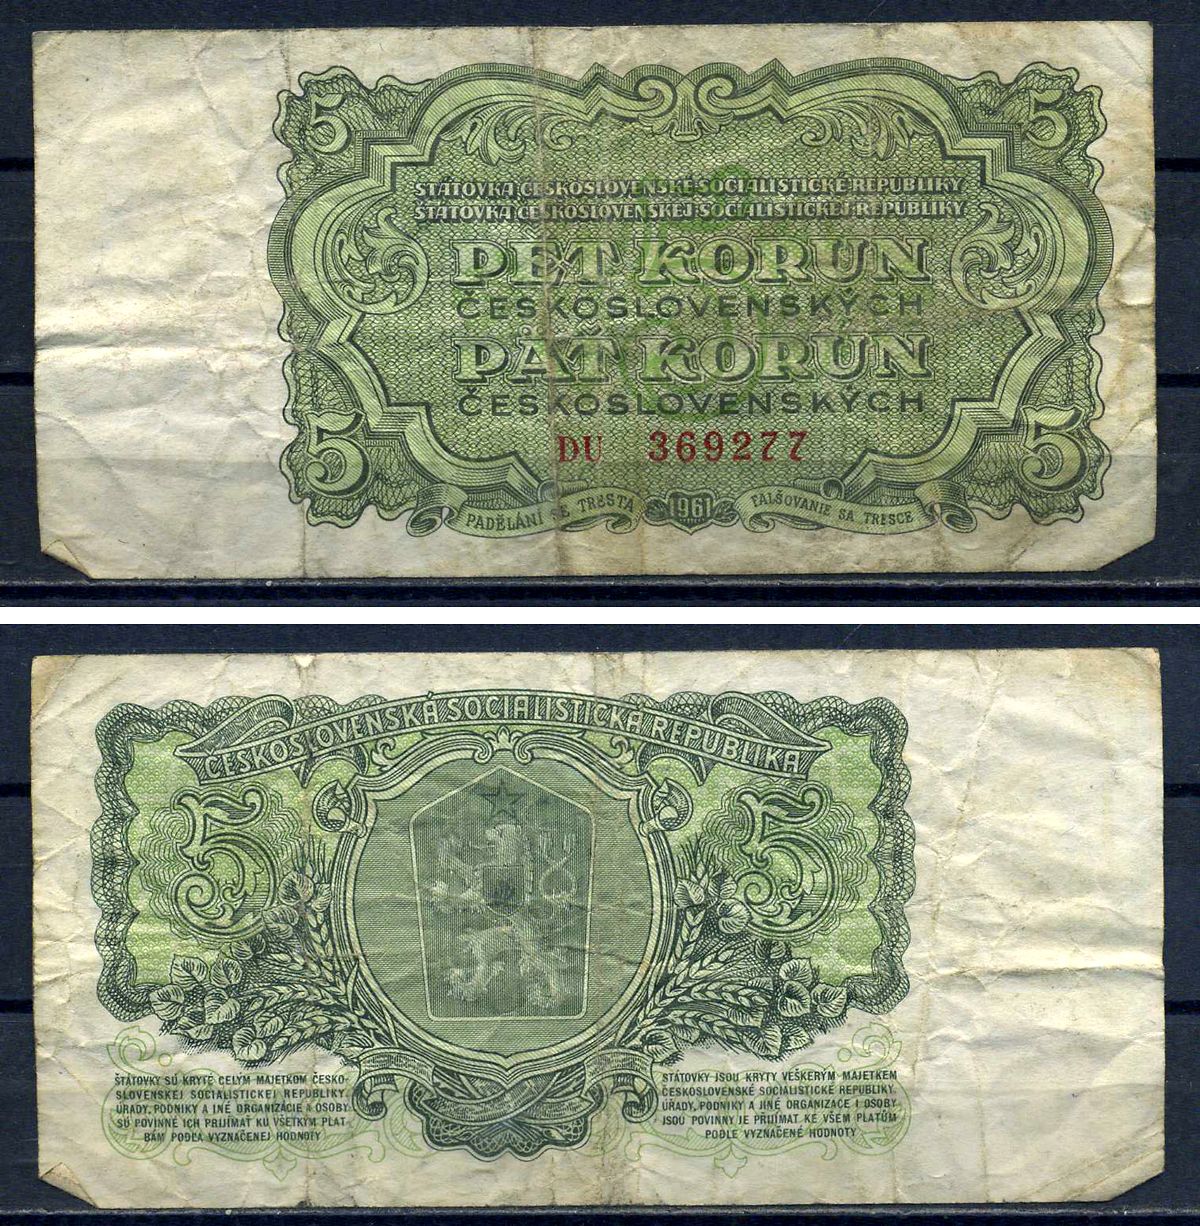 5 5
STÁTOVKA ČESKOSLOVENSKÉ SOCIALISTICKÉ REPUBLIKY
ŠTÁTOVKA ČESKOSLOVENSKEJ SOCIALISTICKEJ REPUBLIKY
PĚT KORUN
ČESKOSLOVENSKÝCH
PÄŤ KORÚN
ČESKOSLOVENSKÝCH
DU 369277
5 5
PADĚLÁNÍ SE TRESTÁ 1961 FALŠOVANIE SA TRESCE
ČESKOSLOVENSKÁ SOCIALISTICKÁ REPUBLIKA
5 5
ŠTÁTOVKY SÚ KRYTÉ CELÝM MAJETKOM ČESKO-
SLOVENSKEJ SOCIALISTICKEJ REPUBLIKY.
ÚRADY, PODNIKY A INÉ ORGANIZÁCIE A OSOBY
SÚ POVINNÉ ICH PRIJÍMAŤ KU VŠETKÝM PLAT
BÁM PODĽA VYZNAČENEJ HODNOTY
STÁTOVKY JSOU KRYTY VEŠKERÝM MAJETKEM
ČESKOSLOVENSKÉ SOCIALISTICKÉ REPUBLIKY.
ÚŘADY, PODNIKY A JINÉ ORGANIZACE I OSOBY
JSOU POVINNY JE PŘIJÍMAT KE VŠEM PLATŮM
PODLE VYZNAČENÉ HODNOTY